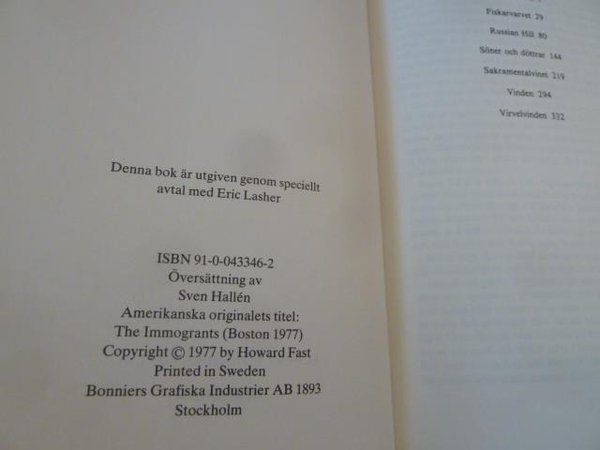 Denna bok är utgiven genom speciellt
avtal med Eric Lasher
ISBN 91-0-043346-2
Översättning av
Sven Hallén
Amerikanska originalets titel:
The Immogrants (Boston 1977)
Copyright © 1977 by Howard Fast
Printed in Sweden
Bonniers Grafiska Industrier AB 1893
Stockholm
Fiskarvarvet 29
Russian Hill 80
Söner och döttrar 144
Sakramentalvinet 219
Vinden 294
Virvelvinden 332